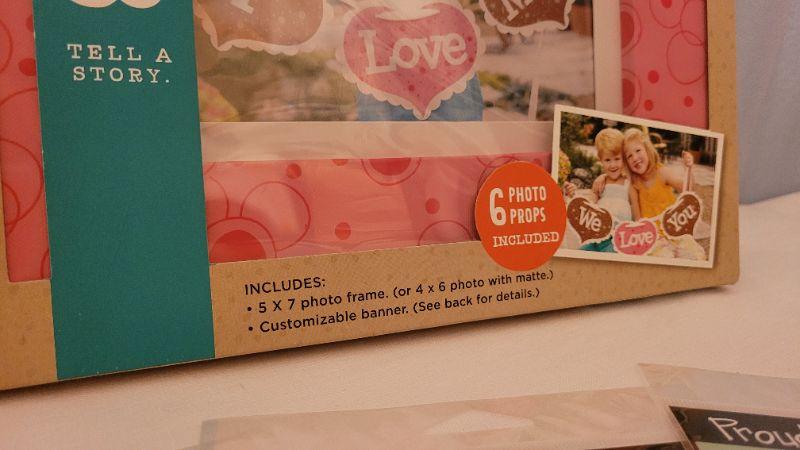 TELL A
STORY.
Love
6 PHOTO
PROPS
INCLUDED
We
Love
You
INCLUDES:
• 5 X 7 photo frame. (or 4 x 6 photo with matte.)
• Customizable banner. (See back for details.)